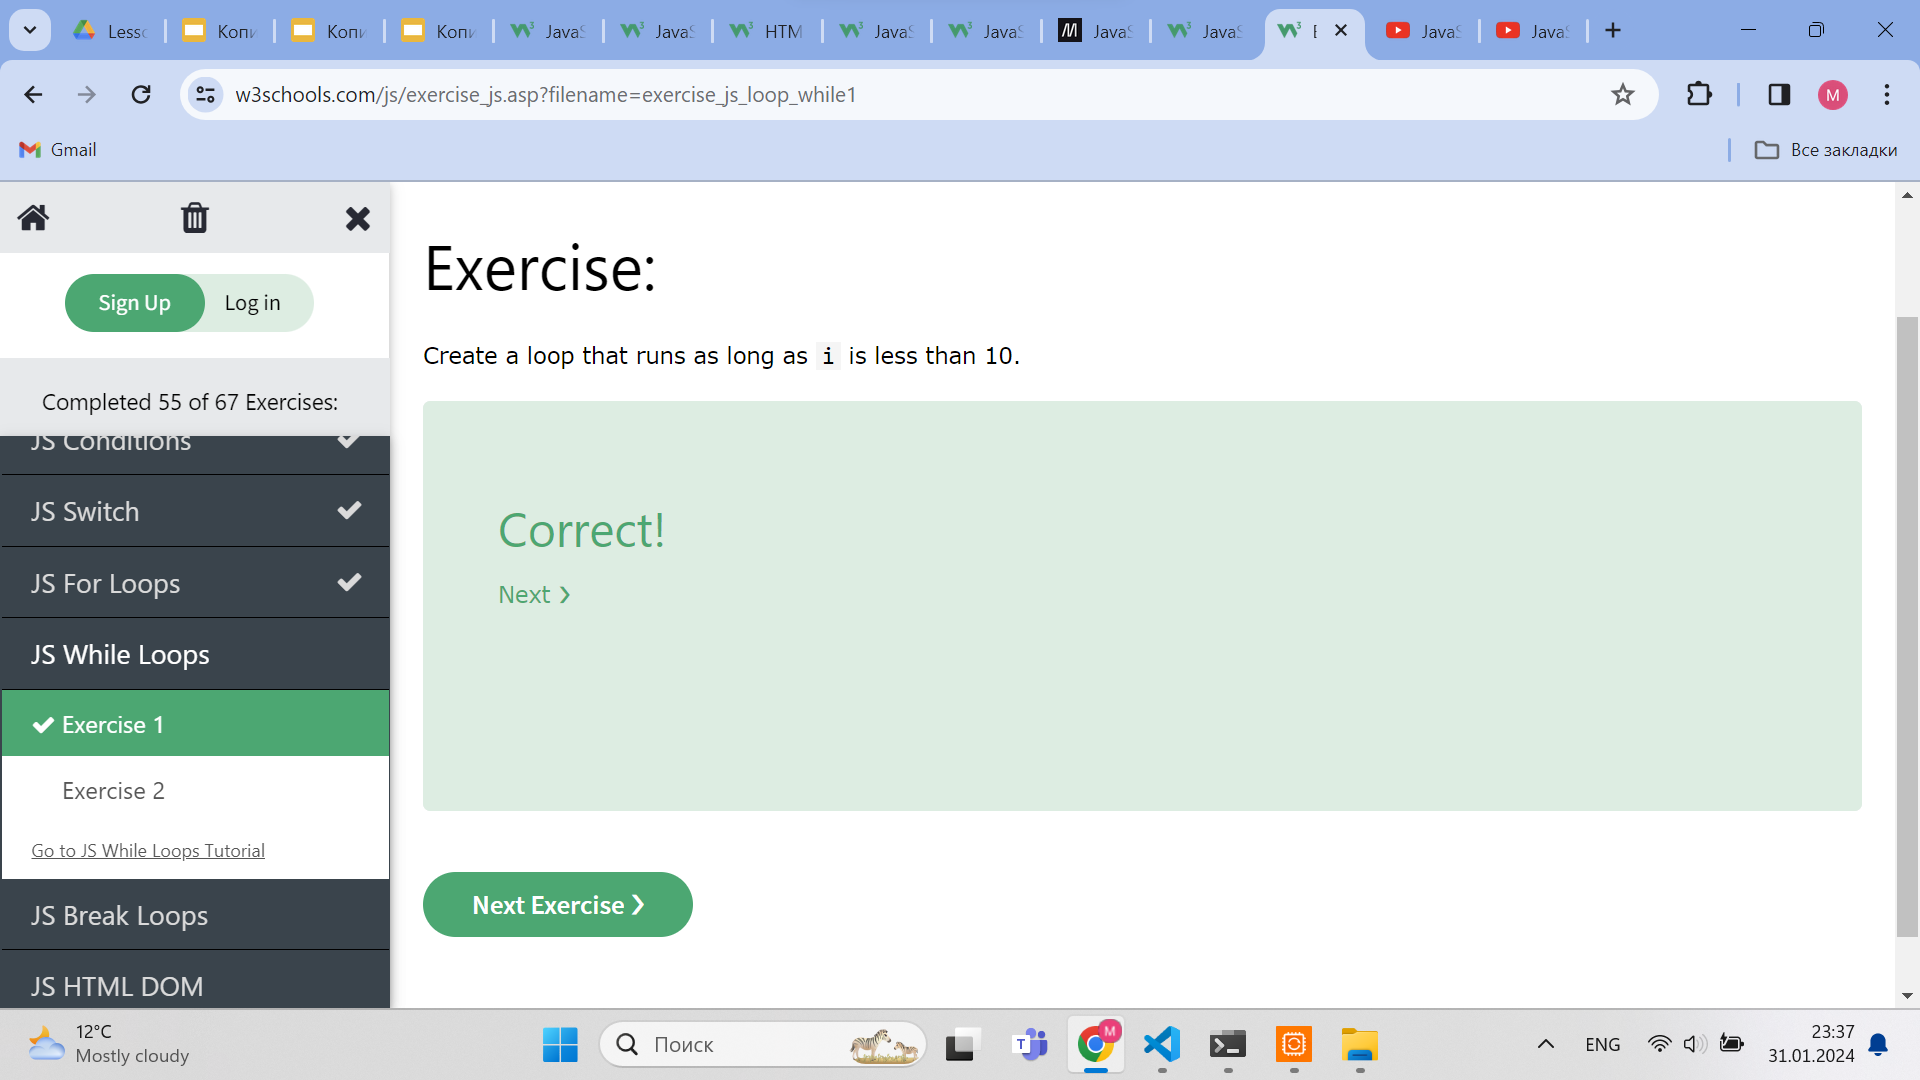 Lesso
Копи
Копи
Копи
JavaS
JavaS
HTM
JavaS
JavaS
M
JavaS
JavaS
E
JavaS
JavaS
w3schools.com/js/exercise_js.asp?filename=exercise_js_loop_while1
M
Gmail
Все закладки
Sign Up
Log in
Completed 55 of 67 Exercises:
JS Conditions
JS Switch
JS For Loops
JS While Loops
Exercise 1
Exercise 2
Go to JS While Loops Tutorial
JS Break Loops
JS HTML DOM
Exercise:
Create a loop that runs as long as i is less than 10.
Correct!
Next ❯
Next Exercise ❯
12°C
Mostly cloudy
Поиск
T
M
ENG
23:37
31.01.2024